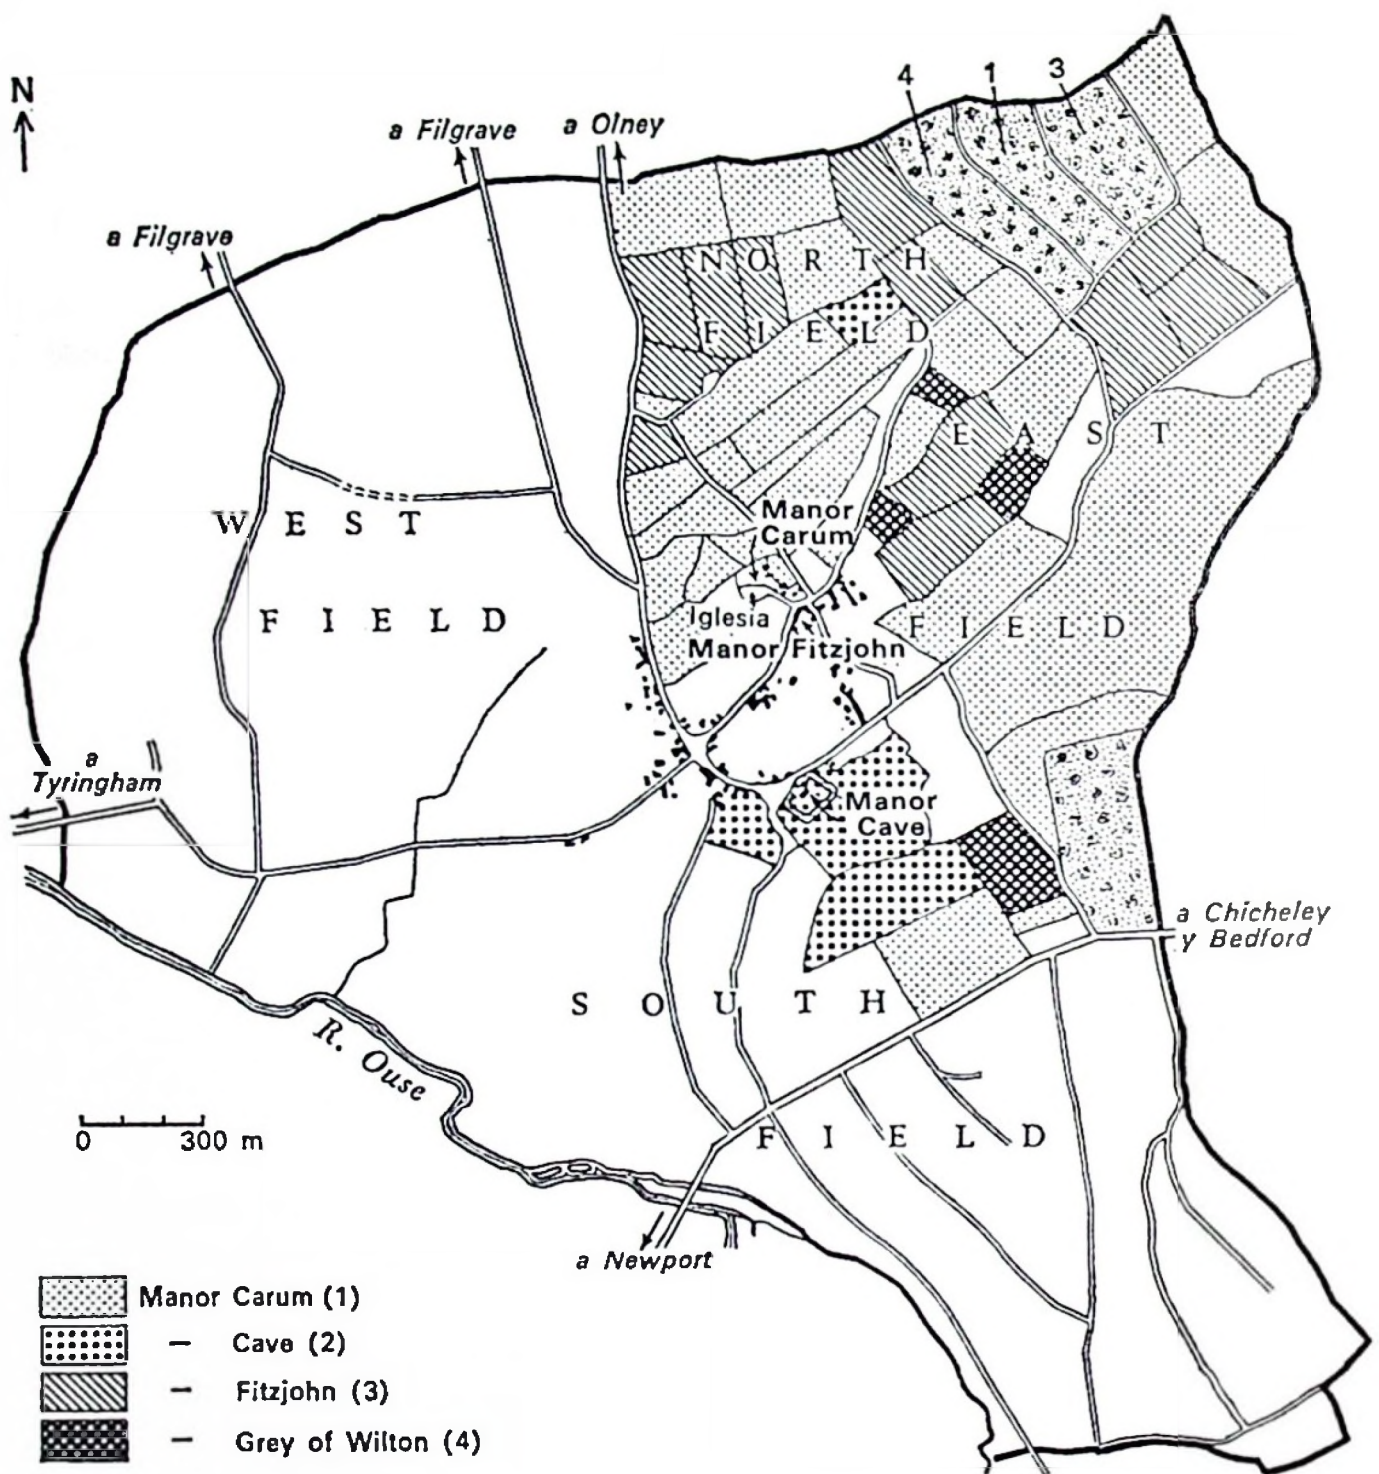 N
a Filgrave
a Olney
4
1
3
a Filgrave
NORTH
FIELD
EAST
FIELD
WEST
FIELD
Manor
Carum
Iglesia
Manor Fitzjohn
a
Tyringham
Manor
Cave
a Chicheley
y Bedford
SOUTH
FIELD
R. Ouse
0 300 m
a Newport
Manor Carum (1)
— Cave (2)
— Fitzjohn (3)
— Grey of Wilton (4)